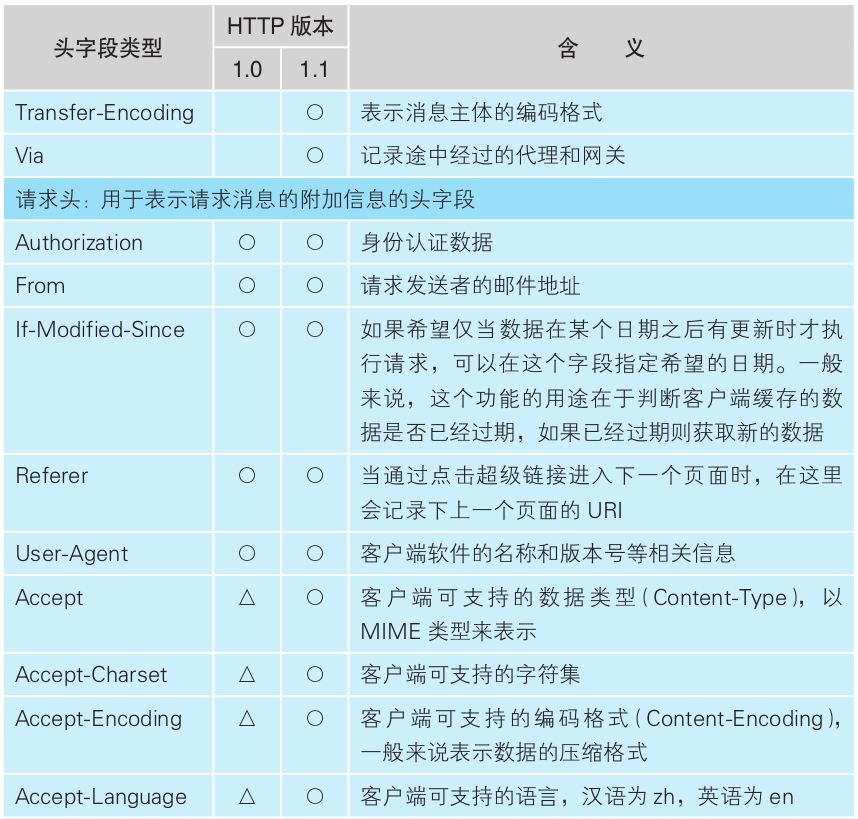 头字段类型 HTTP 版本 含 义
1.0 1.1
Transfer-Encoding ○ 表示消息主体的编码格式
Via ○ 记录途中经过的代理和网关
请求头：用于表示请求消息的附加信息的头字段
Authorization ○ ○ 身份认证数据
From ○ ○ 请求发送者的邮件地址
If-Modified-Since ○ ○ 如果希望仅当数据在某个日期之后有更新时才执
行请求，可以在这个字段指定希望的日期。一般
来说，这个功能的用途在于判断客户端缓存的数
据是否已经过期，如果已经过期则获取新的数据
Referer ○ ○ 当通过点击超级链接进入下一个页面时，在这里
会记录下上一个页面的 URI
User-Agent ○ ○ 客户端软件的名称和版本号等相关信息
Accept △ ○ 客户端可支持的数据类型（Content-Type），以
MIME 类型来表示
Accept-Charset △ ○ 客户端可支持的字符集
Accept-Encoding △ ○ 客户端可支持的编码格式（Content-Encoding），
一般来说表示数据的压缩格式
Accept-Language △ ○ 客户端可支持的语言，汉语为 zh，英语为 en